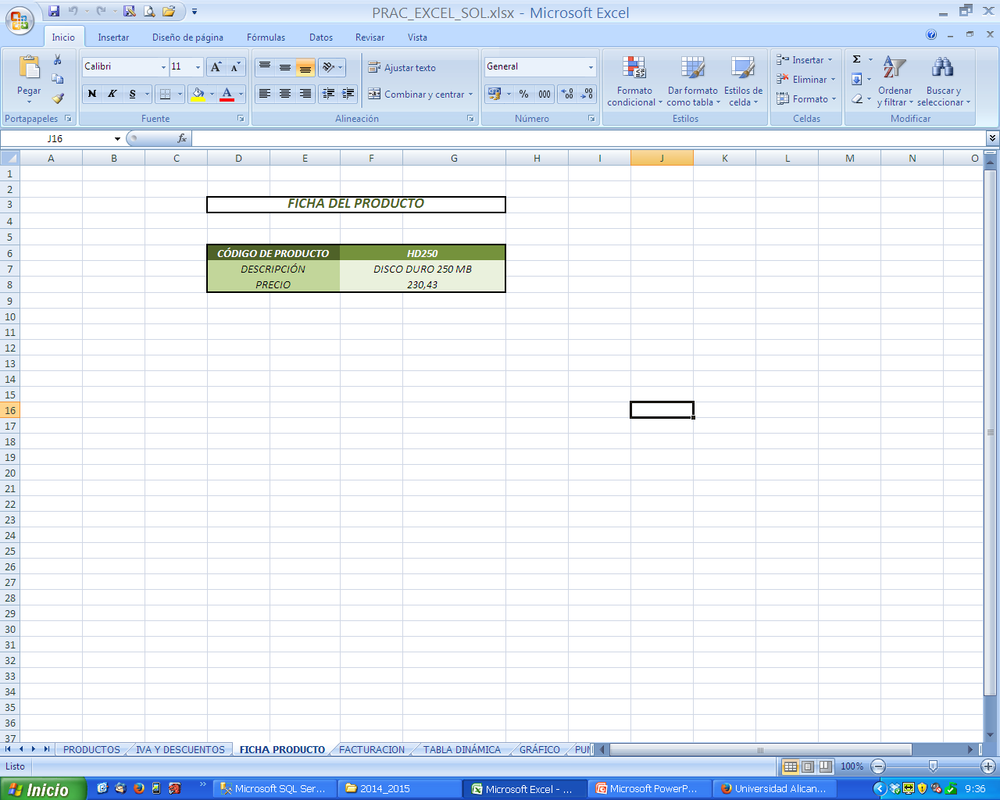 PRAC_EXCEL_SOL.xlsx - Microsoft Excel
Inicio Insertar Diseño de página Fórmulas Datos Revisar Vista
Pegar
Portapapeles
Calibri 11
N K S
Fuente
Ajustar texto
Combinar y centrar
Alineación
General
% 000
Número
Formato condicional
Dar formato como tabla
Estilos de celda
Estilos
Insertar
Eliminar
Formato
Celdas
Σ
Ordenar y filtrar
Buscar y seleccionar
Modificar
J16 fx
A B C D E F G H I J K L M N O
1
2
3 FICHA DEL PRODUCTO
4
5
6 CÓDIGO DE PRODUCTO HD250
7 DESCRIPCIÓN DISCO DURO 250 MB
8 PRECIO 230,43
9
10
11
12
13
14
15
16
17
18
19
20
21
22
23
24
25
26
27
28
29
30
31
32
33
34
35
36
37
PRODUCTOS IVA Y DESCUENTOS FICHA PRODUCTO FACTURACION TABLA DINÁMICA GRÁFICO PUN
Listo 100%
Inicio Microsoft SQL Ser... 2014_2015 Microsoft Excel - ... Microsoft PowerP... Universidad Alican... 9:36